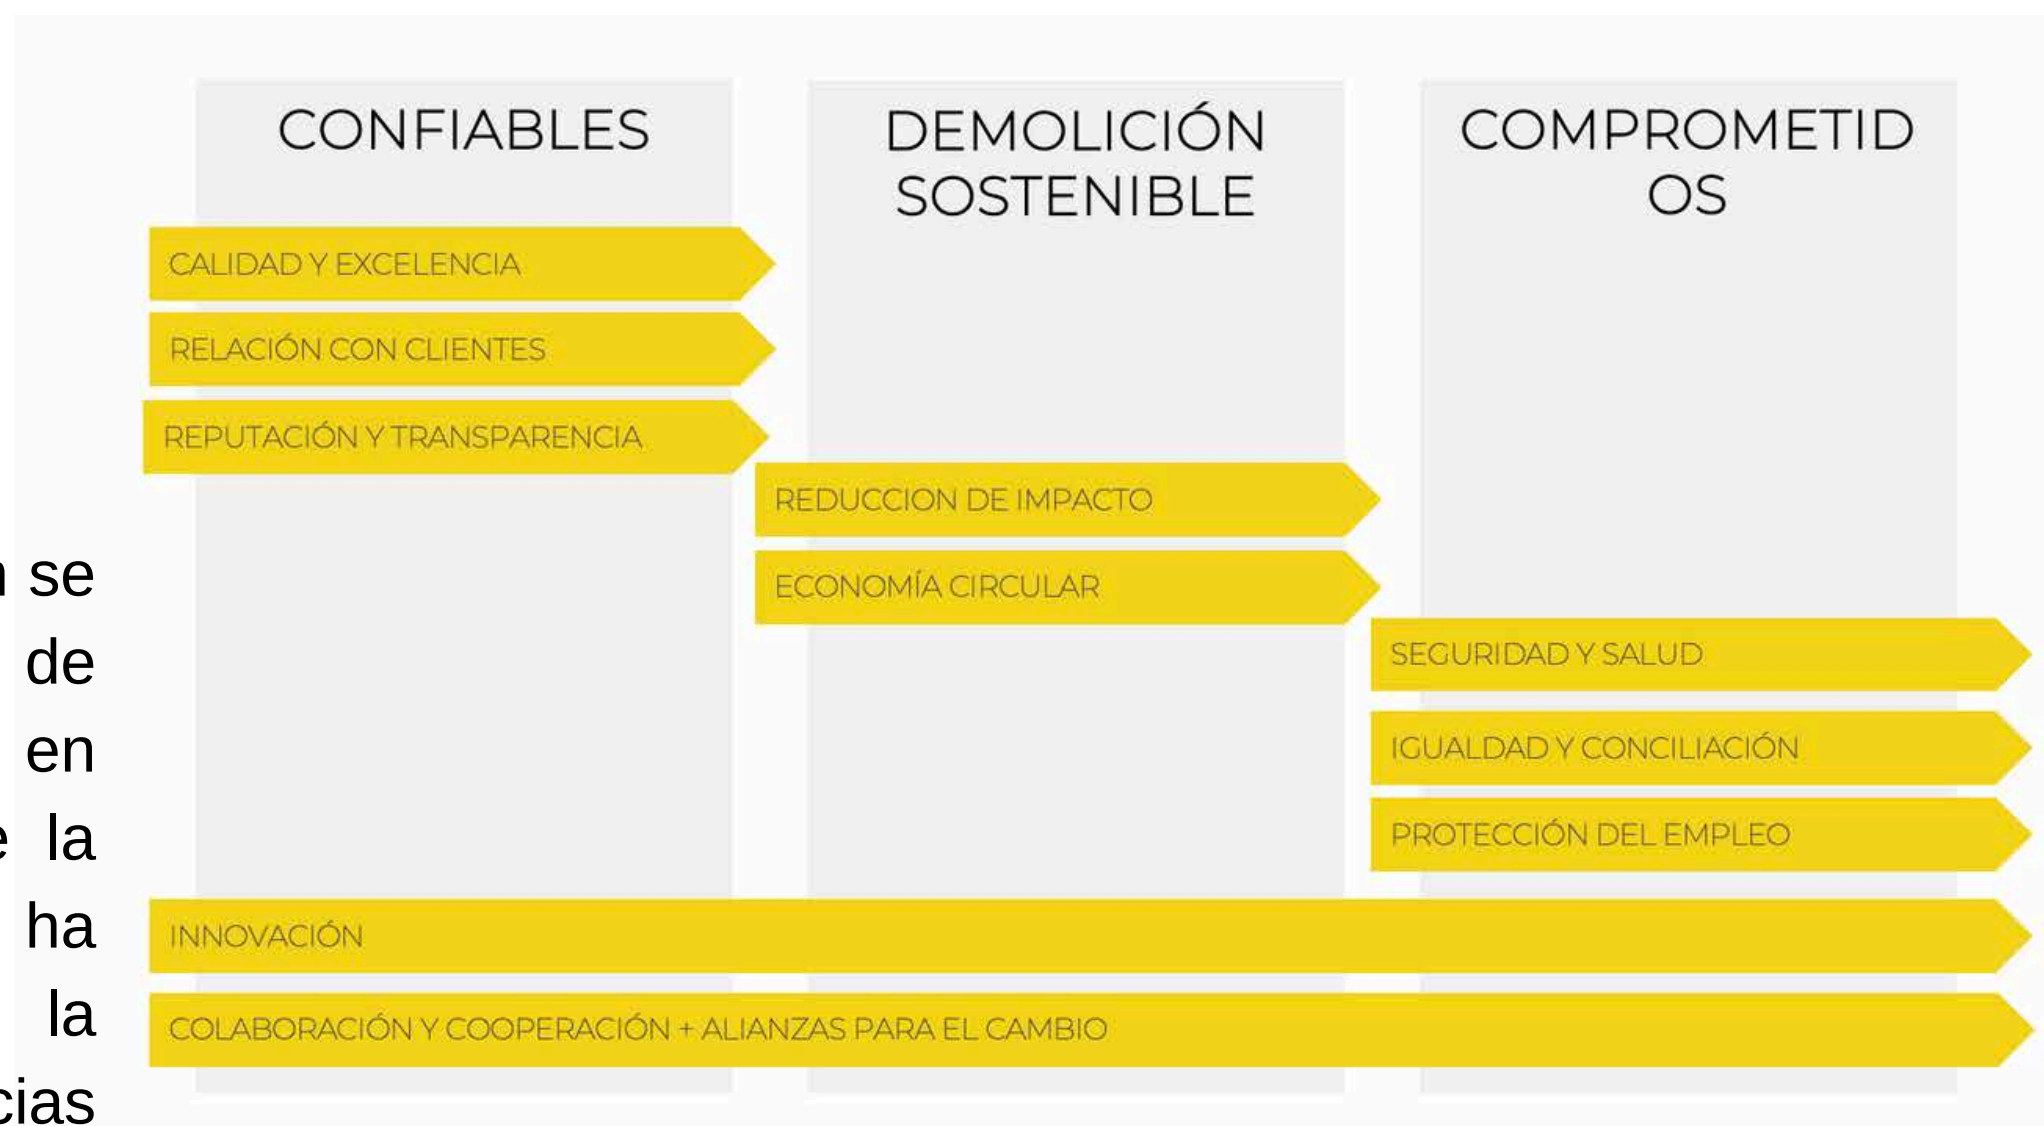 CONFIABLES
CALIDAD Y EXCELENCIA
RELACIÓN CON CLIENTES
REPUTACIÓN Y TRANSPARENCIA
DEMOLICIÓN
SOSTENIBLE
REDUCCION DE IMPACTO
ECONOMÍA CIRCULAR
COMPROMETID
OS
SEGURIDAD Y SALUD
IGUALDAD Y CONCILIACIÓN
PROTECCIÓN DEL EMPLEO
INNOVACIÓN
COLABORACIÓN Y COOPERACIÓN + ALIANZAS PARA EL CAMBIO
se
de
en
la
ha
la